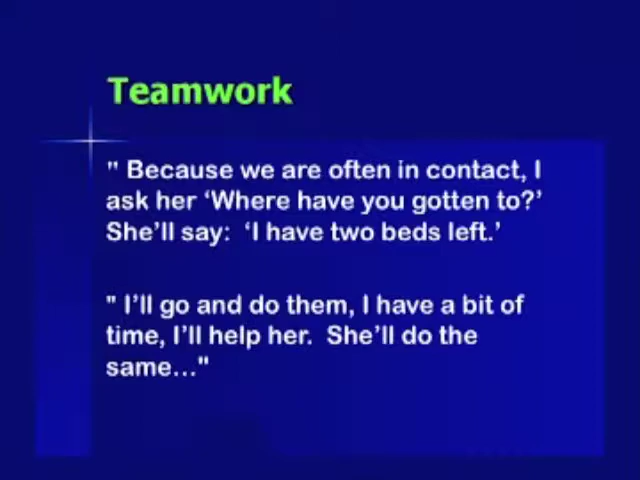 Teamwork
" Because we are often in contact, I
ask her ‘Where have you gotten to?’
She’ll say:  ‘I have two beds left.’
" I’ll go and do them, I have a bit of
time, I’ll help her.  She’ll do the
same..."